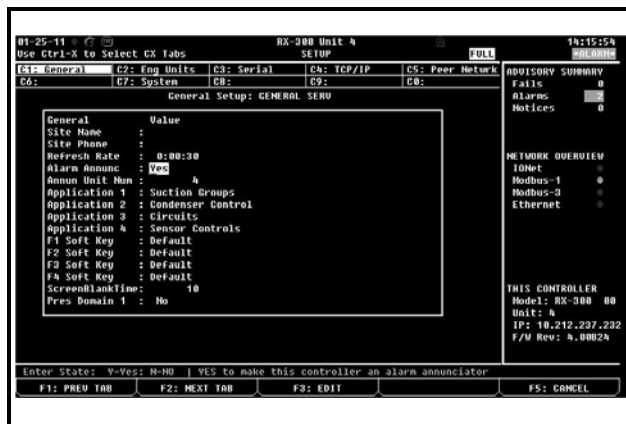 01-25-11 RX-300 Unit 4 14:15:54
Use Ctrl-X to Select CX Tabs SETUP FULL *ALARM*
C1: General C2: Eng Units C3: Serial C4: TCP/IP C5: Peer Netwrk
C6: C7: System C8: C9: C0:
General Setup: GENERAL SERV
General Value
Site Name :
Site Phone :
Refresh Rate : 0:00:30
Alarm Annunc : Yes
Annun Unit Num : 4
Application 1 : Suction Groups
Application 2 : Condenser Control
Application 3 : Circuits
Application 4 : Sensor Controls
F1 Soft Key : Default
F2 Soft Key : Default
F3 Soft Key : Default
F4 Soft Key : Default
ScreenBlankTime: 10
Pres Domain 1 : No
ADVISORY SUMMARY
Fails 0
Alarms 2
Notices 0
NETWORK OVERVIEW
IONet
Modbus-1
Modbus-3
Ethernet
THIS CONTROLLER
Model: RX-300 00
Unit: 4
IP: 10.212.237.232
F/W Rev: 4.00B24
Enter State: Y=Yes: N=NO | YES to make this controller an alarm annunciator
F1: PREV TAB F2: NEXT TAB F3: EDIT F5: CANCEL